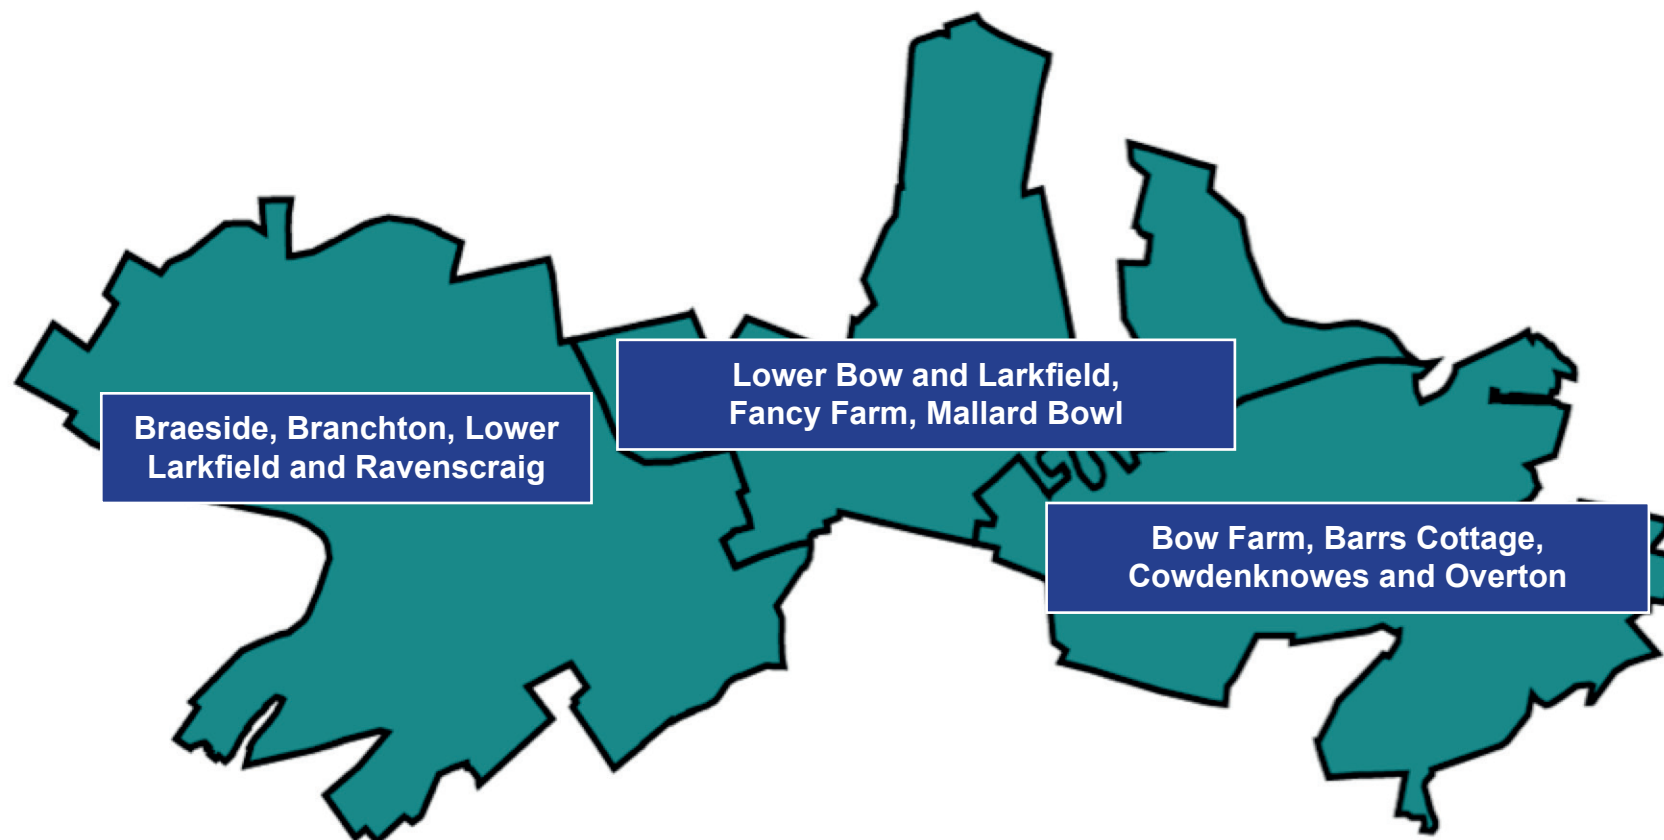 Lower Bow and Larkfield,
Fancy Farm, Mallard Bowl
Braeside, Branchton, Lower
Larkfield and Ravenscraig
Bow Farm, Barrs Cottage,
Cowdenknowes and Overton